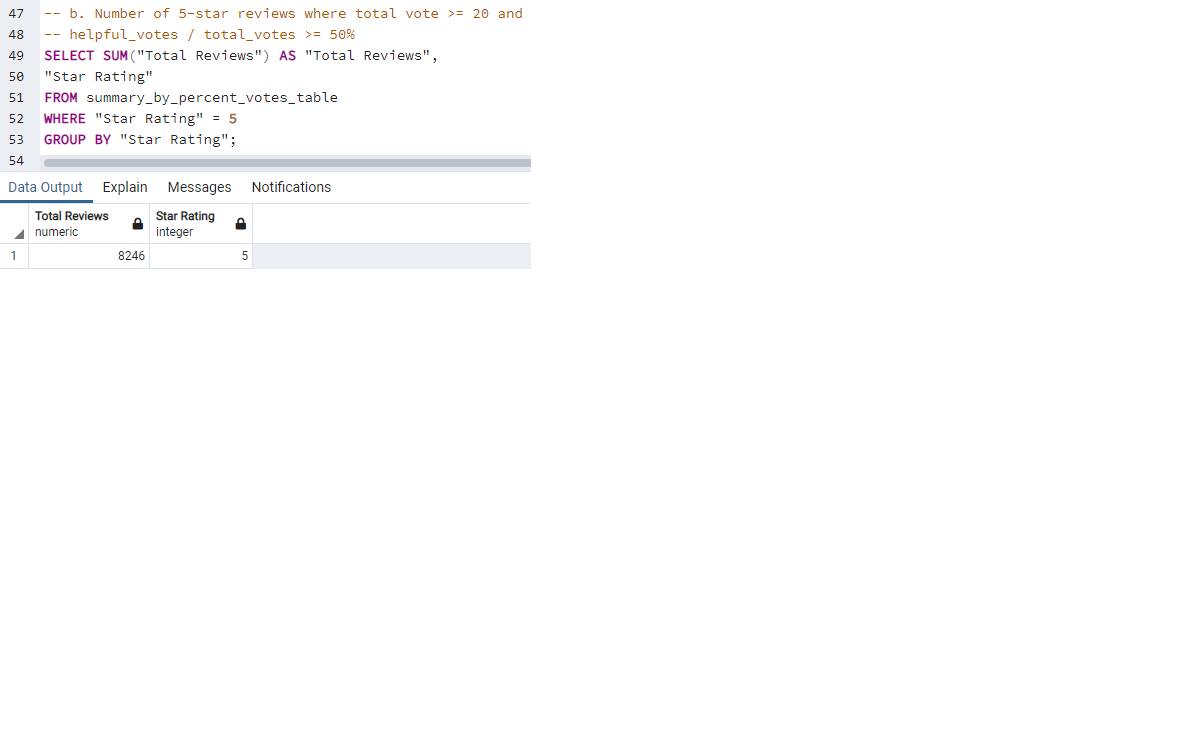 47 -- b. Number of 5-star reviews where total vote >= 20 and
48 -- helpful_votes / total_votes >= 50%
49 SELECT SUM("Total Reviews") AS "Total Reviews",
50 "Star Rating"
51 FROM summary_by_percent_votes_table
52 WHERE "Star Rating" = 5
53 GROUP BY "Star Rating";
54
Data Output Explain Messages Notifications
Total Reviews Star Rating
numeric integer
1 8246 5